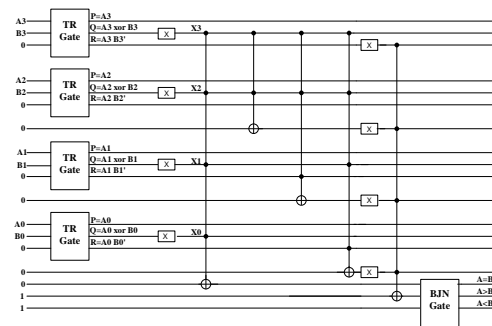 A3 TR Gate P=A3
B3 Q=A3 xor B3 X X3
0 R=A3 B3' X
A2 TR Gate P=A2
B2 Q=A2 xor B2 X X2
0 R=A2 B2'
0 X
A1 TR Gate P=A1
B1 Q=A1 xor B1 X X1
0 R=A1 B1'
0 X
A0 TR Gate P=A0
B0 Q=A0 xor B0 X X0
0 R=A0 B0'
0 X
0 A=B
1 BJN Gate A>B
1 A<B